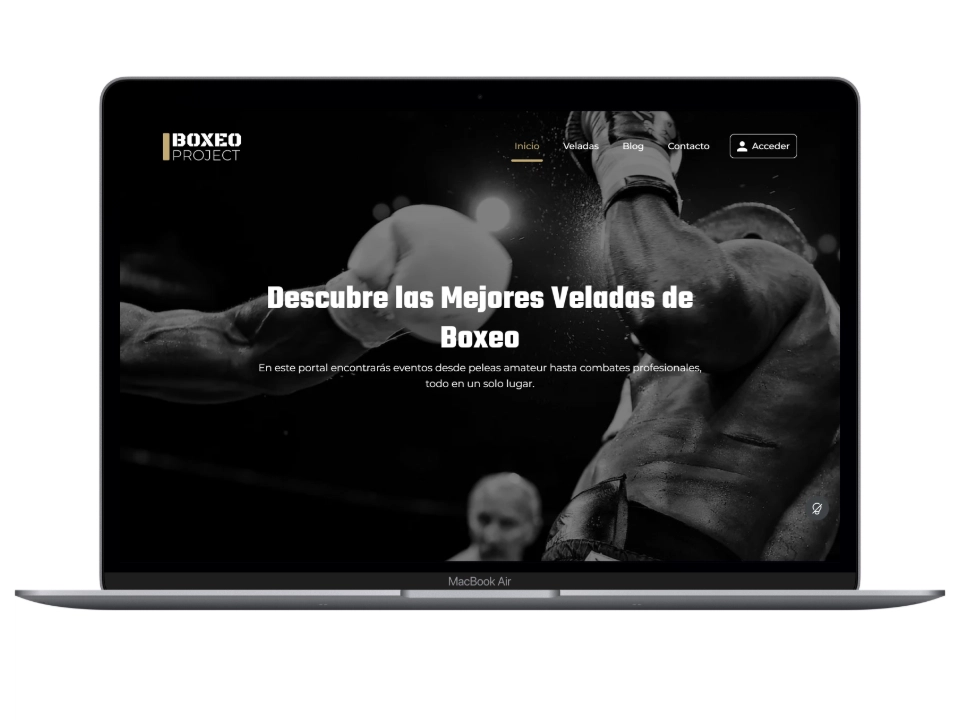 BOXEO
PROJECT
Inicio Veladas Blog Contacto Acceder
Descubre las Mejores Veladas de
Boxeo
En este portal encontrarás eventos desde peleas amateur hasta combates profesionales,
todo en un solo lugar.
MacBook Air